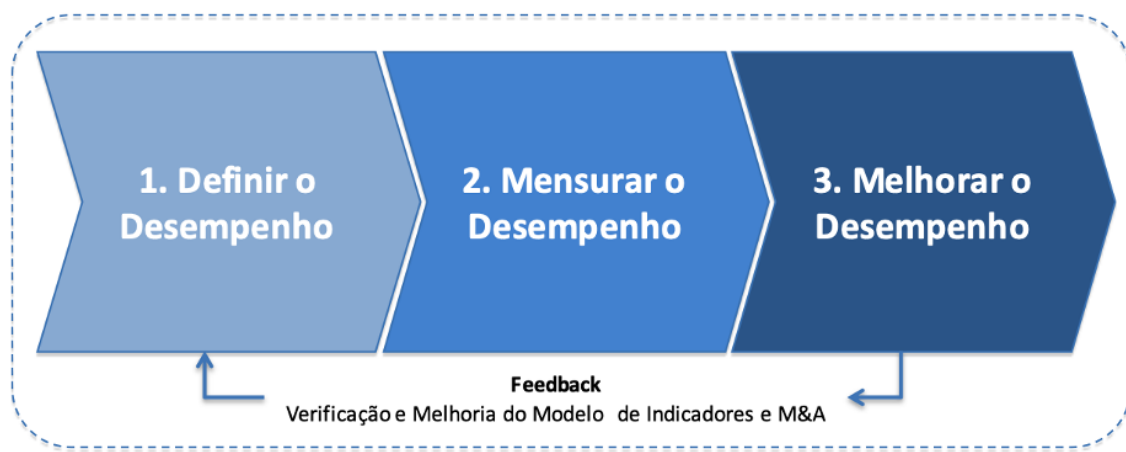 1. Definir o
Desempenho
2. Mensurar o
Desempenho
3. Melhorar o
Desempenho
Feedback
Verificação e Melhoria do Modelo de Indicadores e M&A